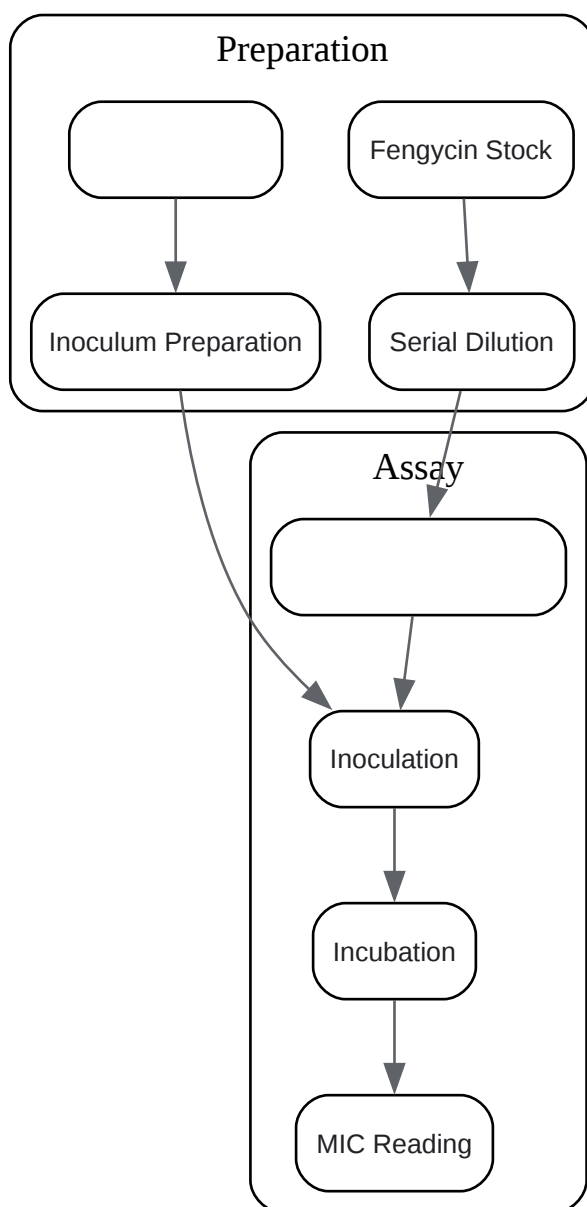 Preparation
Fengycin Stock
Inoculum Preparation
Serial Dilution
Assay
Inoculation
Incubation
MIC Reading